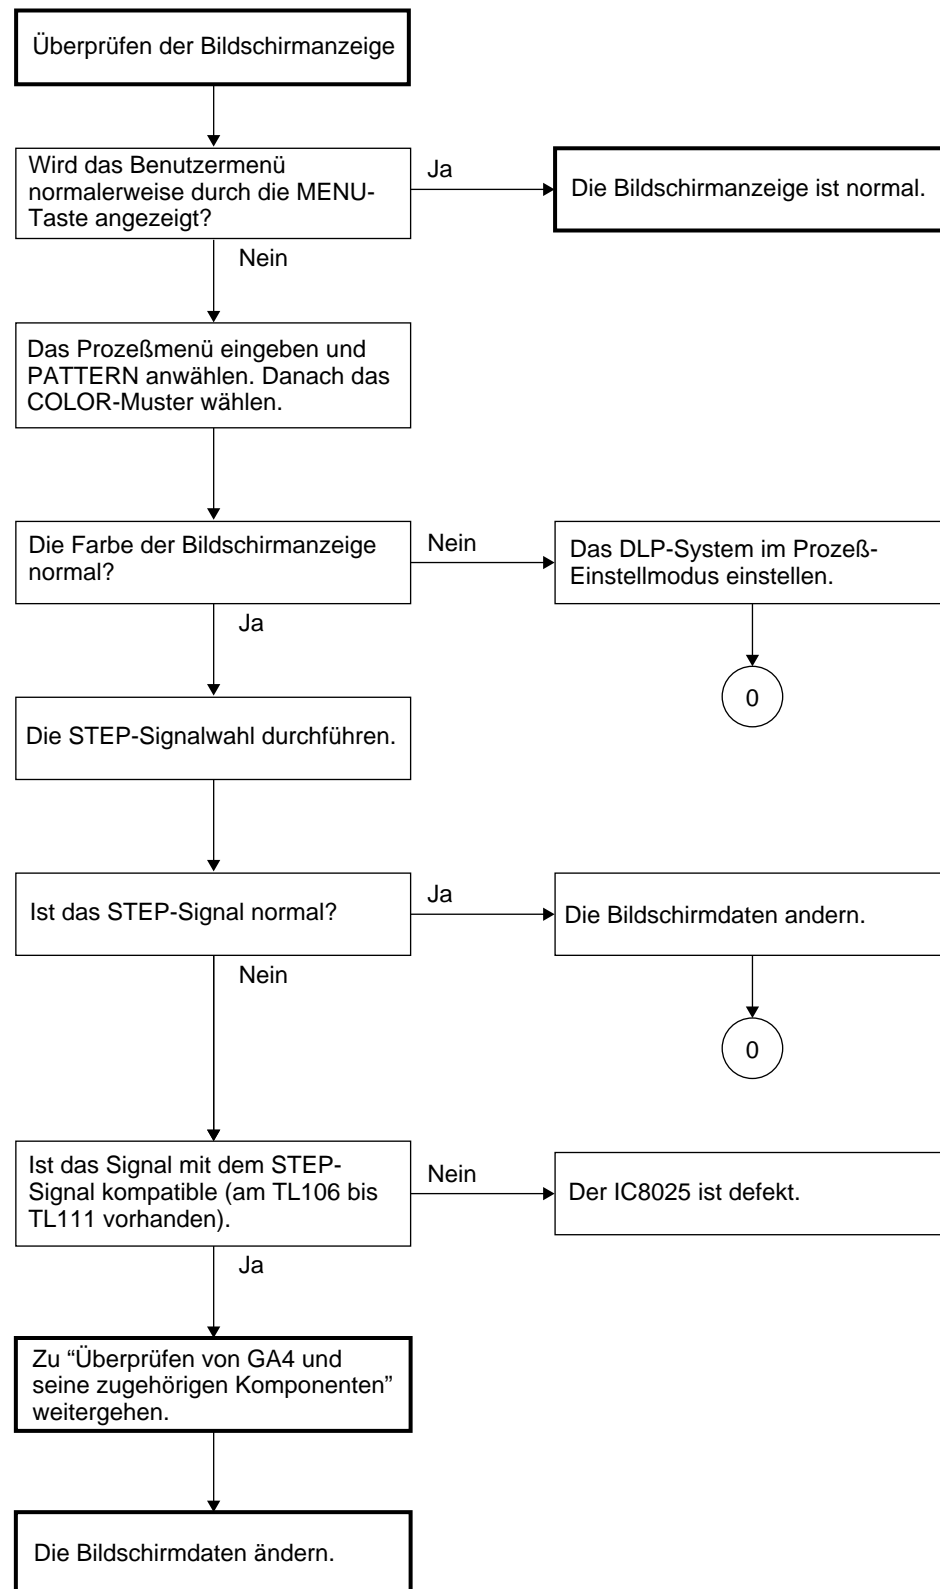 Überprüfen der Bildschirmanzeige
Wird das Benutzermenü
normalerweise durch die MENU-
Taste angezeigt?
Ja
Die Bildschirmanzeige ist normal.
Nein
Das Prozeßmenü eingeben und
PATTERN anwählen. Danach das
COLOR-Muster wählen.
Die Farbe der Bildschirmanzeige
normal?
Nein
Das DLP-System im Prozeß-
Einstellmodus einstellen.
Ja
0
Die STEP-Signalwahl durchführen.
Ist das STEP-Signal normal?
Ja
Die Bildschirmdaten andern.
Nein
0
Ist das Signal mit dem STEP-
Signal kompatible (am TL106 bis
TL111 vorhanden).
Nein
Der IC8025 ist defekt.
Ja
Zu “Überprüfen von GA4 und
seine zugehörigen Komponenten”
weitergehen.
Die Bildschirmdaten ändern.